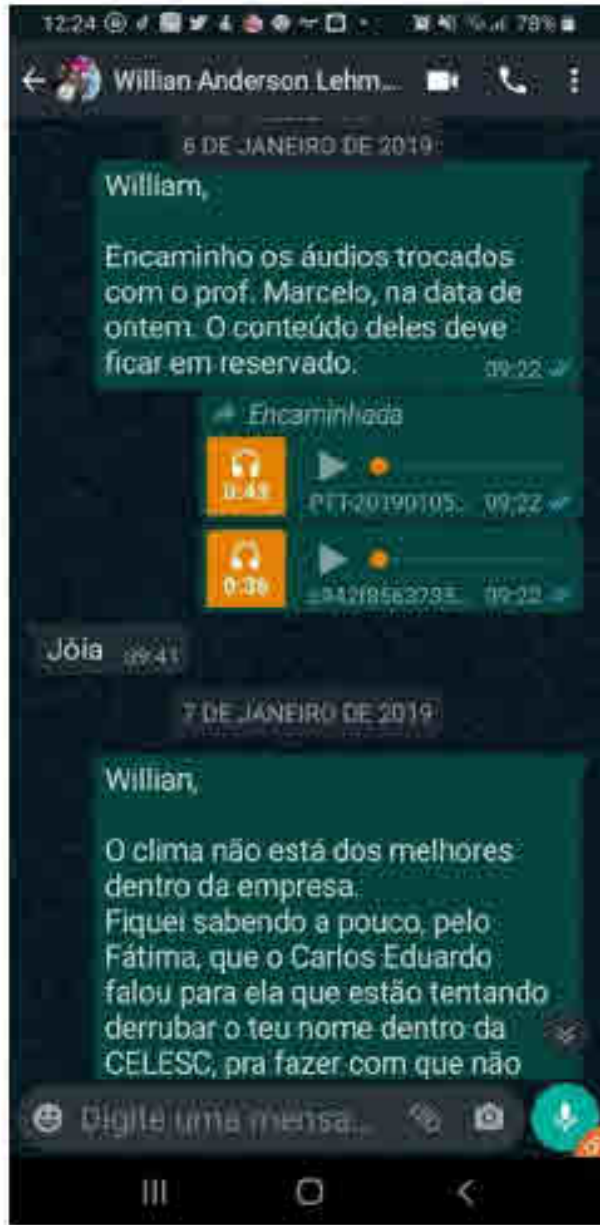 12:24 78%
Willian Anderson Lehm...
6 DE JANEIRO DE 2019
William,
Encaminho os áudios trocados
com o prof. Marcelo, na data de
ontem. O conteúdo deles deve
ficar em reservado.
09:22
Encaminhada
0:43
PTT-20190105... 09:22
0:36
09:22
Jóia 09:41
7 DE JANEIRO DE 2019
Willian,
O clima não está dos melhores
dentro da empresa.
Fiquei sabendo a pouco, pelo
Fátima, que o Carlos Eduardo
falou para ela que estão tentando
derrubar o teu nome dentro da
CELESC, pra fazer com que não
Digite uma mensa...